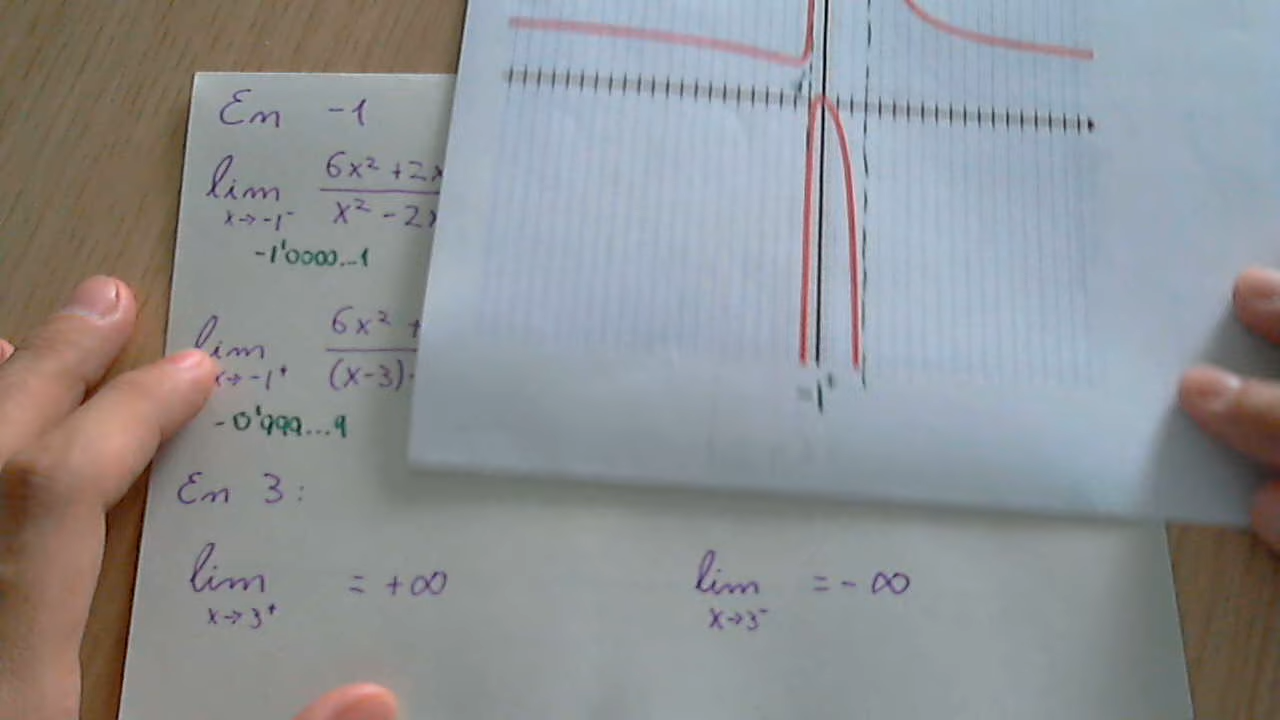 En -1
lim 6x² +2x
x→-1⁻ x² -2x
-1'0000..1
lim 6x² +
x→-1⁺ (x-3)·
-0'999...9
-1
En 3:
lim = +∞ lim = -∞
x→3⁺ x→3⁻